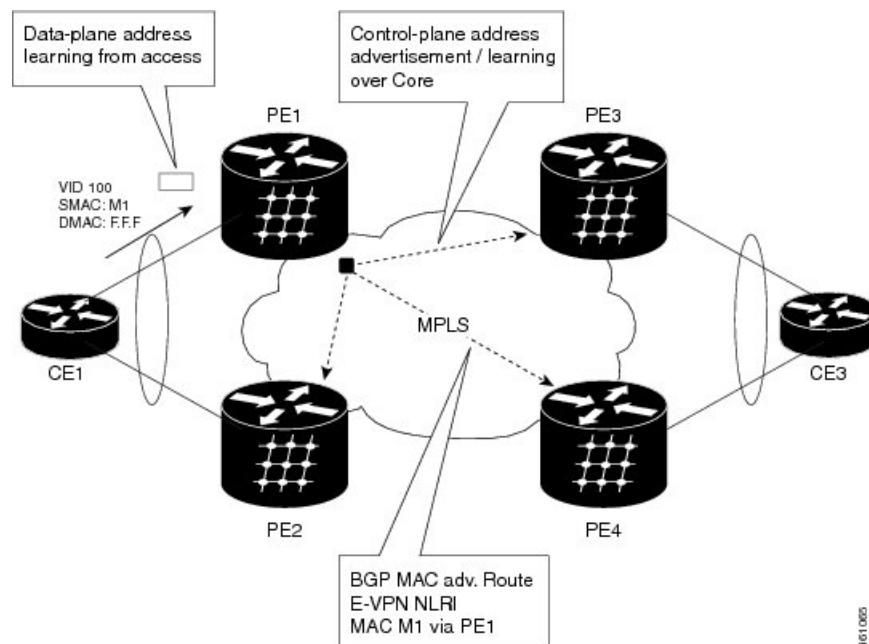 Data-plane address
learning from access
Control-plane address
advertisement / learning
over Core
PE1
PE3
VID 100
SMAC: M1
DMAC: F.F.F
MPLS
CE1
CE3
PE2
PE4
BGP MAC adv. Route
E-VPN NLRI
MAC M1 via PE1
361065